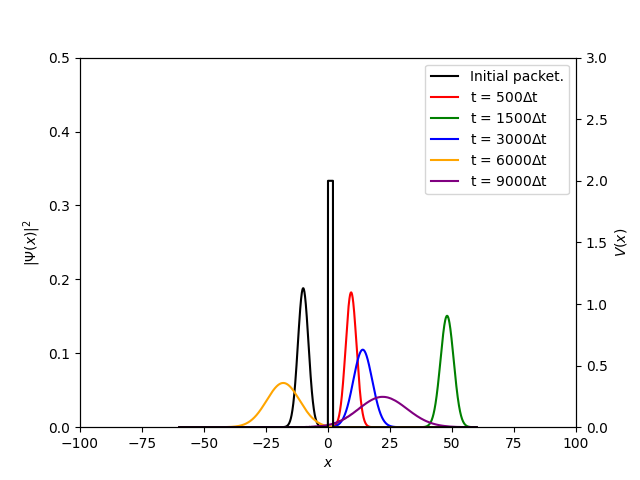 0.5
0.4
0.3
0.2
0.1
0.0
|Ψ(x)|²
3.0
2.5
2.0
1.5
1.0
0.5
0.0
V(x)
Initial packet.
t = 500Δt
t = 1500Δt
t = 3000Δt
t = 6000Δt
t = 9000Δt
−100 −75 −50 −25 0 25 50 75 100
x